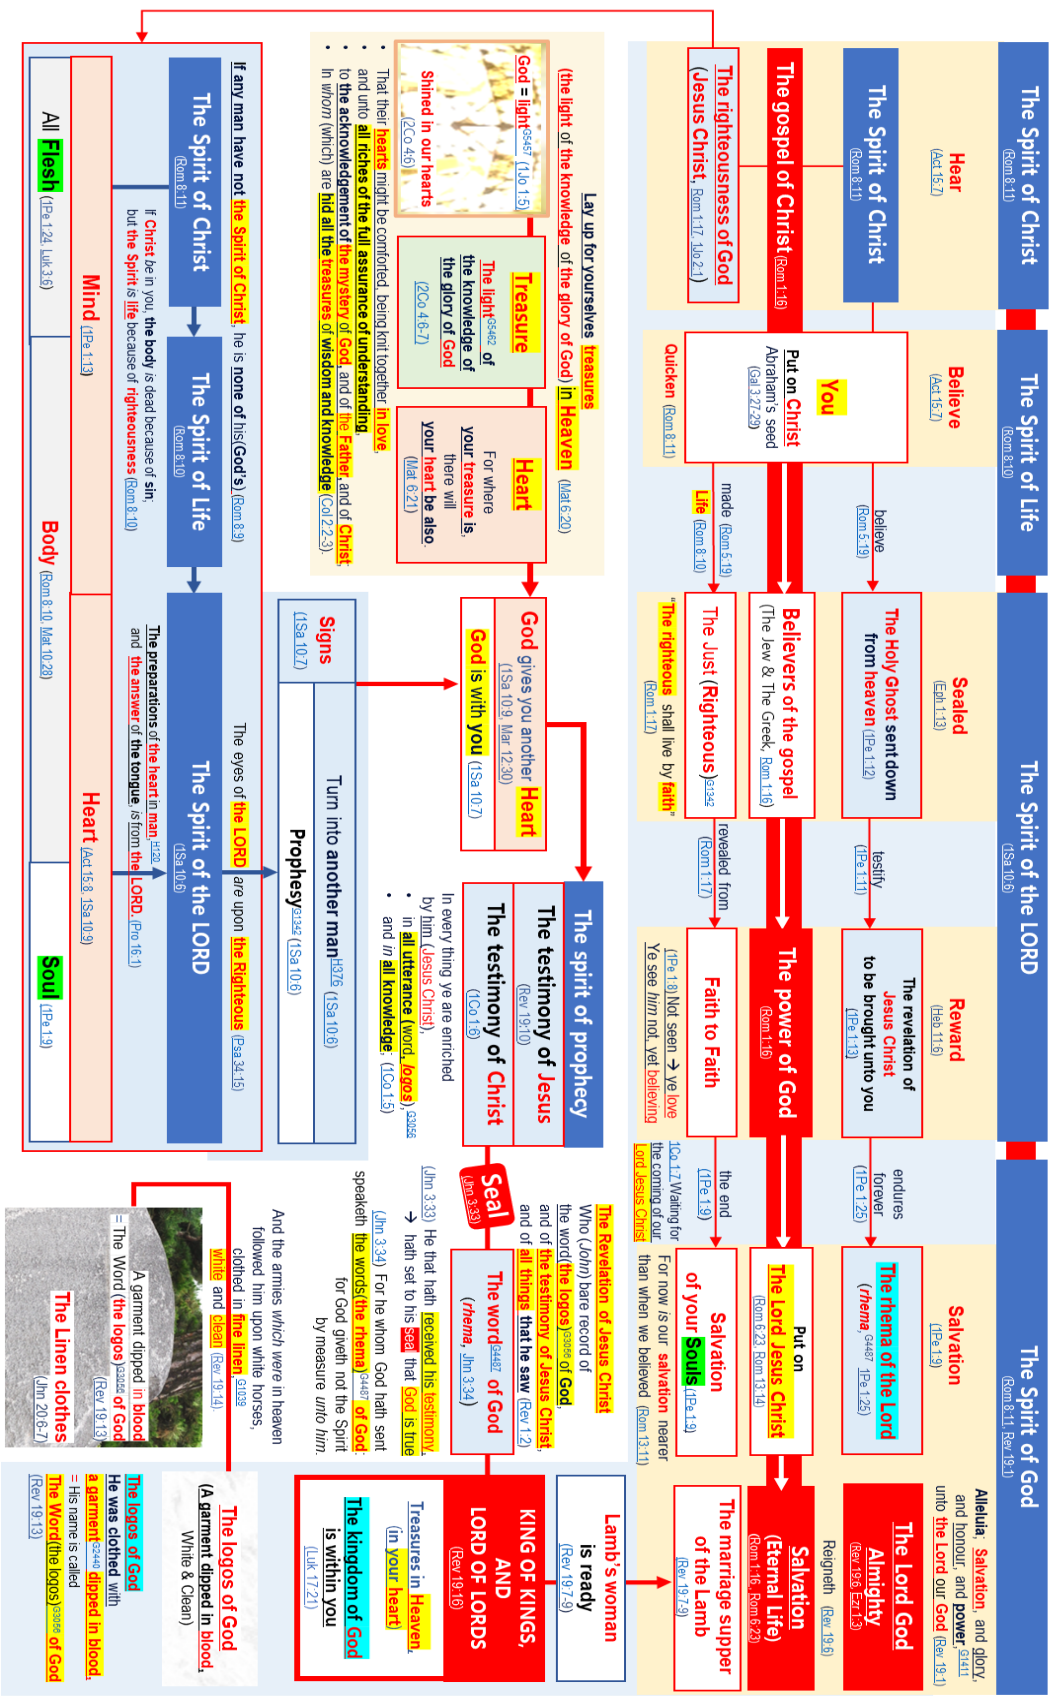 The Spirit of Christ
(Rom 8:11)
The Spirit of Life
(Rom 8:10)
The Spirit of the LORD
(1Sa 10:6)
The Spirit of God
(Rom 8:11, Rev 19:1)
Hear
(Act 15:7)
Believe
(Act 15:7)
Sealed
(Eph 1:13)
Reward
(Heb 11:6)
Salvation
(1Pe 1:9)
Alleluia; Salvation, and glory,
and honour, and power, G1411
unto the Lord our God (Rev 19:1)
The Spirit of Christ
(Rom 8:11)
believe
(Rom 5:19)
The Holy Ghost sent down
from heaven (1Pe 1:12)
testify
(1Pe 1:11)
The revelation of
Jesus Christ
to be brought unto you
(1Pe 1:13)
endures
forever
(1Pe 1:25)
The rhema of the Lord
(rhema, G4487 1Pe 1:25)
The Lord God
Almighty
(Rev 19:6, Ez 1:3)
Reigneth (Rev 19:6)
The gospel of Christ (Rom 1:16)
You
Put on Christ
Abraham's seed
(Gal 3:27-29)
Believers of the gospel
(The Jew & The Greek, Rom 1:16)
The power of God
(Rom 1:16)
Put on
The Lord Jesus Christ
(Rom 6:23, Rom 13:14)
Salvation
(Eternal Life)
(Rom 1:16, Rom 6:23)
The righteousness of God
(Jesus Christ, Rom 1:17, 1Jo 2:1)
Quicken (Rom 8:11)
made (Rom 5:19)
Life (Rom 8:10)
The Just (Righteous)G1342
"The righteous shall live by faith"
(Rom 1:17)
revealed from
(Rom 1:17)
Faith to Faith
(1Pe 1:8) Not seen → ye love
Ye see him not, yet believing
the end
(1Pe 1:9)
1Co 1:7 Waiting for
the coming of our
Lord Jesus Christ
Salvation
of your Souls (1Pe 1:9)
For now is our salvation nearer
than when we believed (Rom 13:11)
The marriage supper
of the Lamb
(Rev 19:7-9)
Lamb's woman
is ready
(Rev 19:7-9)
Lay up for yourselves treasures
(the light of the knowledge of the glory of God) in Heaven (Mat 6:20)
God = lightG5457 (1Jo 1:5)
Shined in our hearts
(2Co 4:6)
Treasure
The lightG5462 of
the knowledge of
the glory of God
(2Co 4:6-7)
Heart
For where
your treasure is,
there will
your heart be also.
(Mat 6:21)
• That their hearts might be comforted, being knit together in love,
• and unto all riches of the full assurance of understanding,
• to the acknowledgement of the mystery of God, and of the Father, and of Christ;
• In whom (which) are hid all the treasures of wisdom and knowledge (Col 2:2-3).
God gives you another Heart
(1Sa 10:9, Mar 12:30)
God is with you (1Sa 10:7)
The spirit of prophecy
The testimony of Jesus
(Rev 19:10)
The testimony of Christ
(1Co 1:6)
In every thing ye are enriched
by him (Jesus Christ),
• in all utterance (word, logos), G3056
• and in all knowledge; (1Co 1:5)
Seal
(Jhn 3:33)
The Revelation of Jesus Christ
Who (John) bare record of
the word(the logos)G3056 of God,
and of the testimony of Jesus Christ,
and of all things that he saw (Rev 1:2)
The wordG4487 of God
(rhema, Jhn 3:34)
(Jhn 3:33) He that hath received his testimony
→ hath set to his seal that God is true
(Jhn 3:34) For he whom God hath sent
speaketh the words(the rhema)G4487 of God:
for God giveth not the Spirit
by measure unto him.
KING OF KINGS,
AND
LORD OF LORDS
(Rev 19:16)
Treasures in Heaven,
(in your heart)
The kingdom of God
is within you
(Luk 17:21)
Signs
(1Sa 10:7)
Turn into another manH376 (1Sa 10:6)
ProphesyG1342 (1Sa 10:6)
If any man have not the Spirit of Christ, he is none of his(God's) (Rom 8:9)
The eyes of the LORD are upon the Righteous (Psa 34:15)
The Spirit of Christ
(Rom 8:11)
The Spirit of Life
(Rom 8:10)
The Spirit of the LORD
(1Sa 10:6)
If Christ be in you, the body is dead because of sin;
but the Spirit is life because of righteousness (Rom 8:10)
The preparations of the heart in man, H120
and the answer of the tongue, is from the LORD. (Pro 16:1)
Mind (1Pe 1:13)
Heart (Act 15:8, 1Sa 10:9)
All Flesh (1Pe 1:24, Luk 3:6)
Body (Rom 8:10, Mat 10:28)
Soul (1Pe 1:9)
And the armies which were in heaven
followed him upon white horses,
clothed in fine linen, G1039
white and clean (Rev 19:14).
A garment dipped in blood
= The Word (the logos)G3056 of God
(Rev 19:13)
The Linen clothes
(Jhn 20:6-7)
The logos of God
(A garment dipped in blood,
White & Clean)
The logos of God
He was clothed with
a garmentG2440 dipped in blood,
= His name is called
The Word(the logos)G3056 of God
(Rev 19:13)